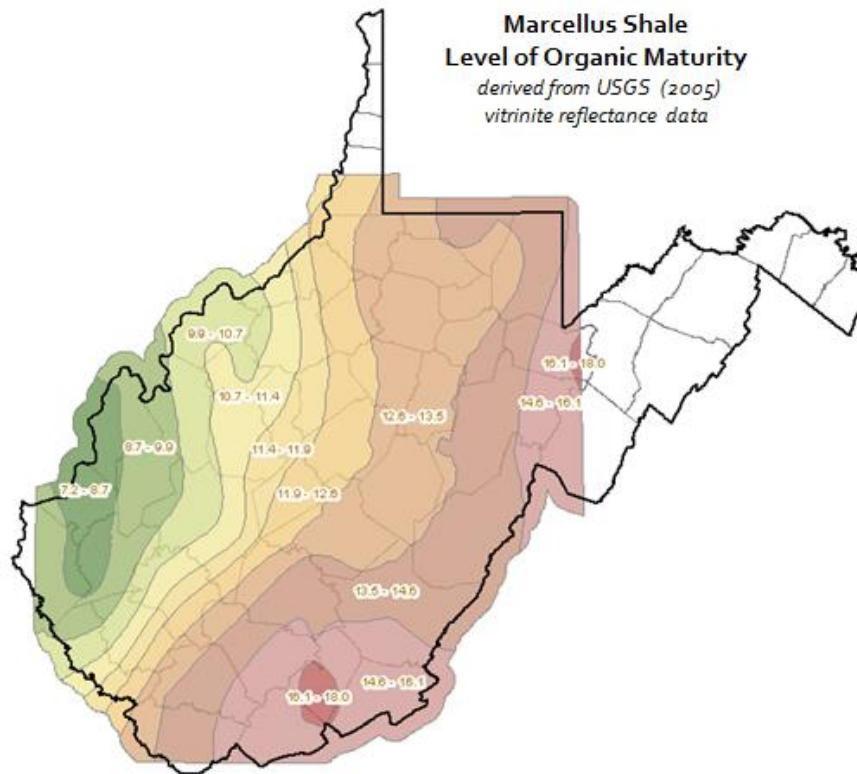 Marcellus Shale
Level of Organic Maturity
derived from USGS (2005)
vitrinite reflectance data
9.9 - 10.7
16.1 - 18.0
10.7 - 11.4
14.6 - 16.1
12.6 - 13.5
8.7 - 9.9
11.4 - 11.9
7.2 - 8.7
11.9 - 12.6
13.5 - 14.6
14.6 - 16.1
16.1 - 18.0